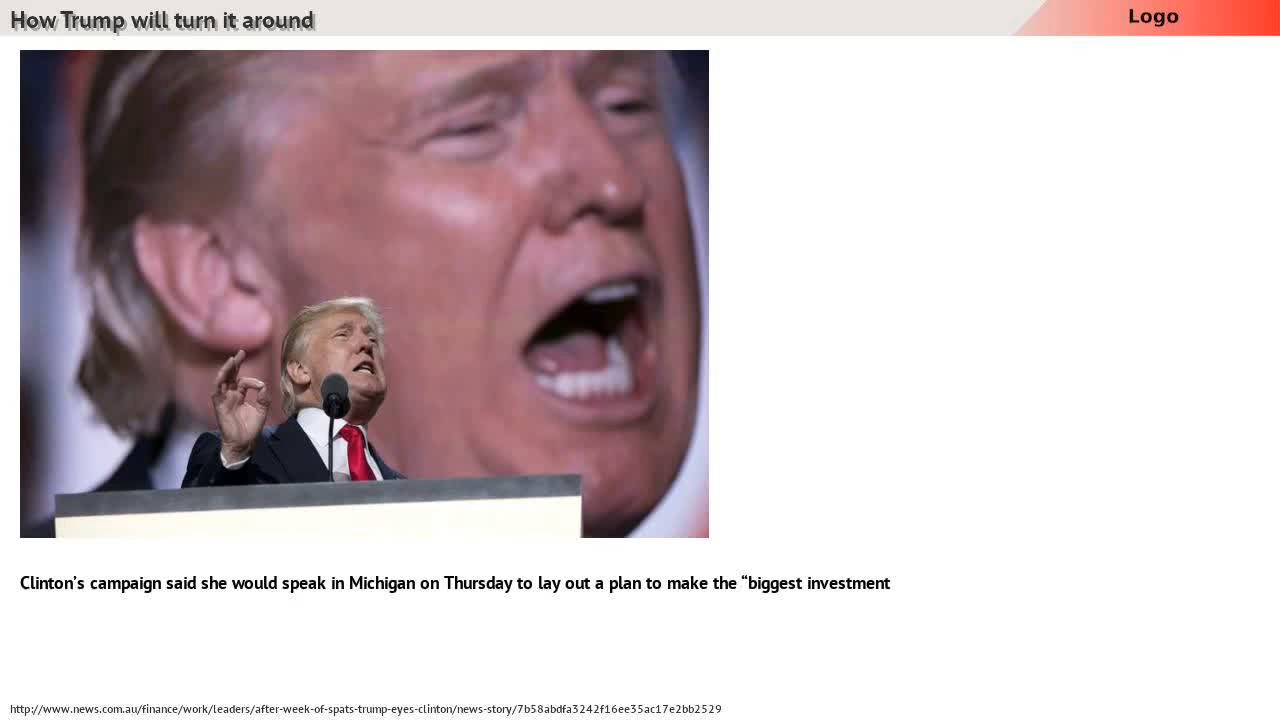 How Trump will turn it around
Logo
Clinton’s campaign said she would speak in Michigan on Thursday to lay out a plan to make the “biggest investment
http://www.news.com.au/finance/work/leaders/after-week-of-spats-trump-eyes-clinton/news-story/7b58abdfa3242f16ee35ac17e2bb2529